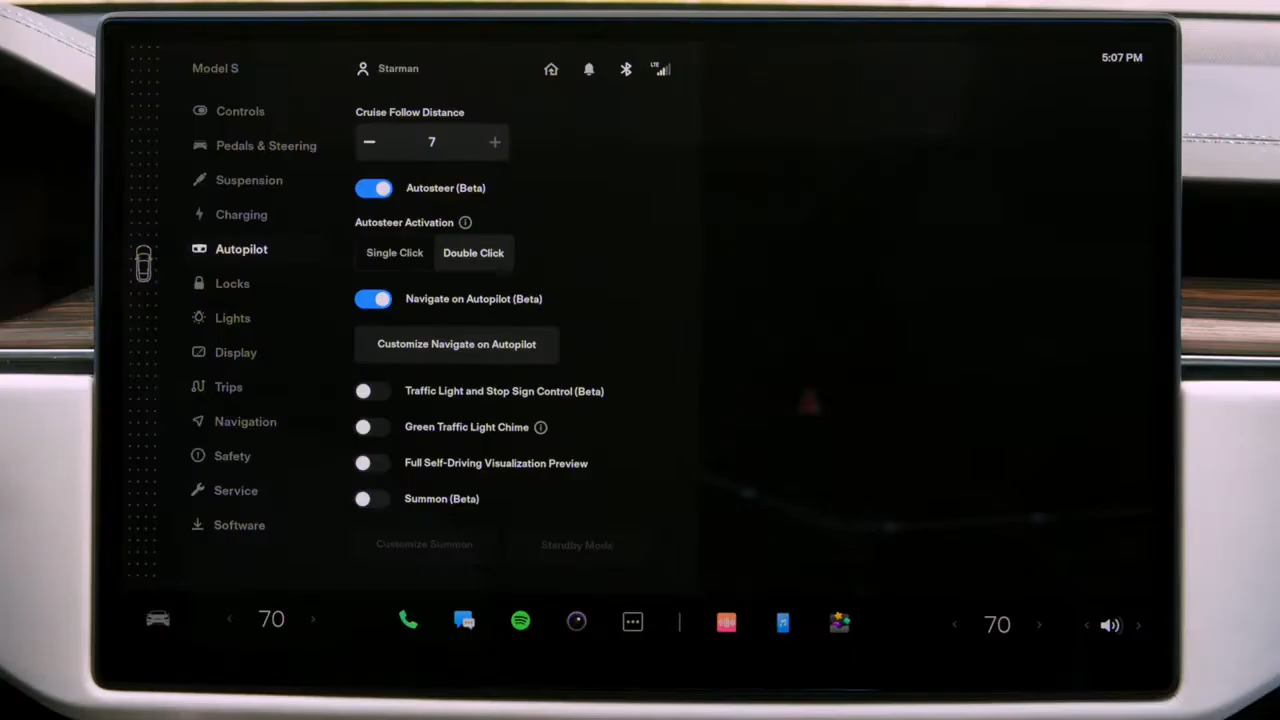 Model S
Starman
LTE
5:07 PM
Controls
Pedals & Steering
Suspension
Charging
Autopilot
Locks
Lights
Display
Trips
Navigation
Safety
Service
Software
Cruise Follow Distance
− 7 +
Autosteer (Beta)
Autosteer Activation
Single Click Double Click
Navigate on Autopilot (Beta)
Customize Navigate on Autopilot
Traffic Light and Stop Sign Control (Beta)
Green Traffic Light Chime
Full Self-Driving Visualization Preview
Summon (Beta)
Customize Summon Standby Mode
‹ 70 ›
‹ 70 ›